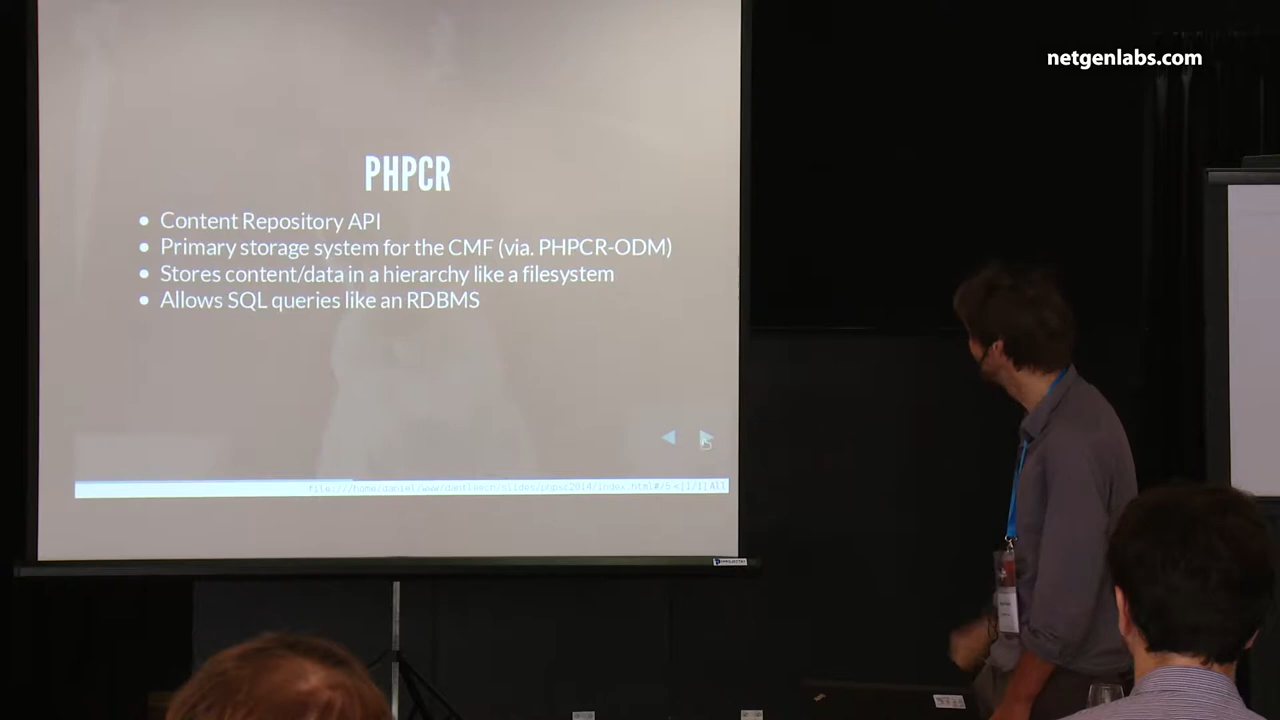 netgenlabs.com
PHPCR
Content Repository API
Primary storage system for the CMF (via. PHPCR-ODM)
Stores content/data in a hierarchy like a filesystem
Allows SQL queries like an RDBMS